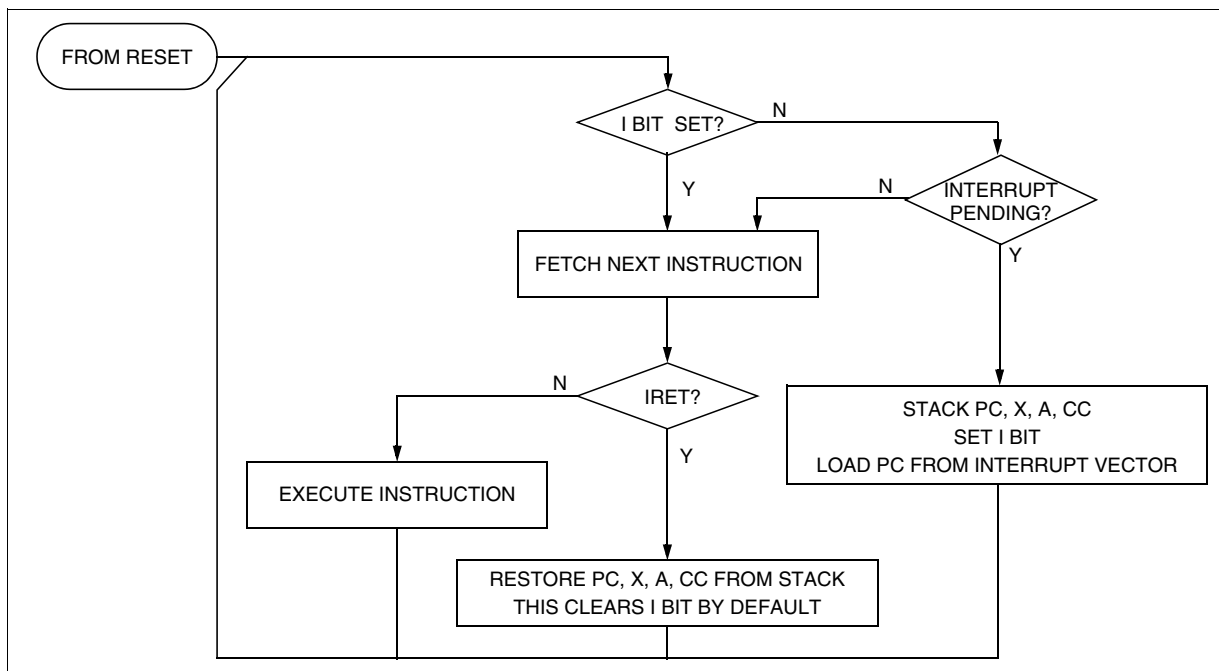 FROM RESET
I BIT SET?
N
Y
N
INTERRUPT
PENDING?
Y
FETCH NEXT INSTRUCTION
N
IRET?
Y
STACK PC, X, A, CC
SET I BIT
LOAD PC FROM INTERRUPT VECTOR
EXECUTE INSTRUCTION
RESTORE PC, X, A, CC FROM STACK
THIS CLEARS I BIT BY DEFAULT